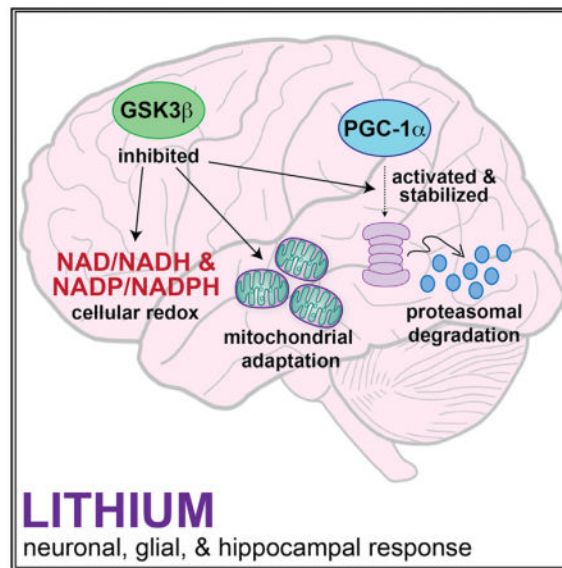 GSK3β
inhibited
PGC-1α
activated &
stabilized
NAD/NADH &
NADP/NADPH
cellular redox
mitochondrial
adaptation
proteasomal
degradation
LITHIUM
neuronal, glial, & hippocampal response